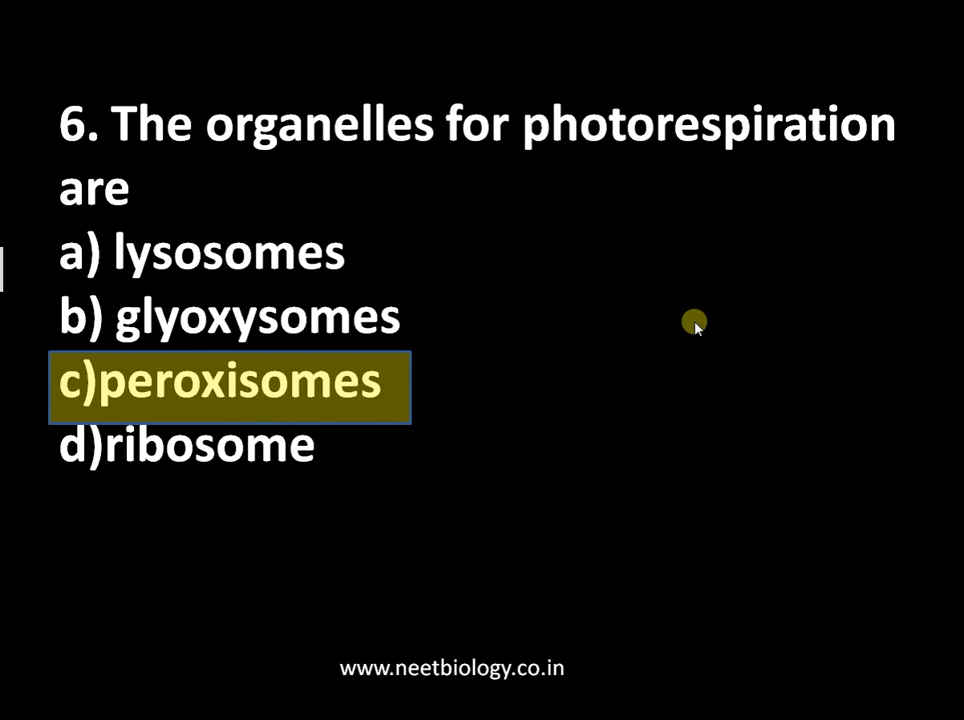 6. The organelles for photorespiration
are
a) lysosomes
b) glyoxysomes
c)peroxisomes
d)ribosome
www.neetbiology.co.in